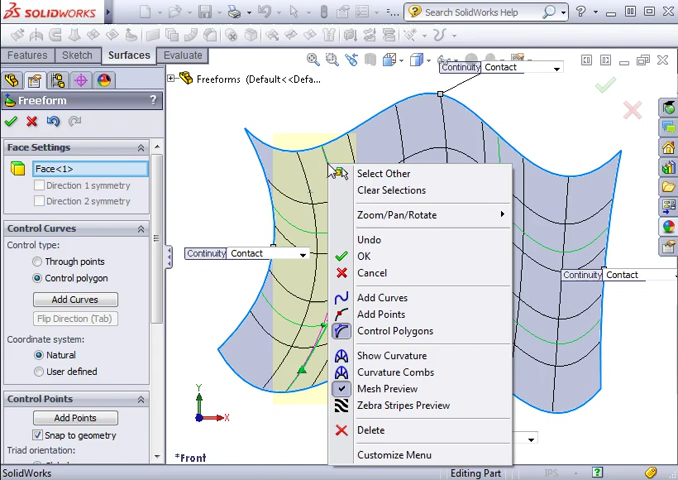 SOLIDWORKS
Search SolidWorks Help
Features
Sketch
Surfaces
Evaluate
Freeform
?
Face Settings
Face<1>
Direction 1 symmetry
Direction 2 symmetry
Control Curves
Control type:
Through points
Control polygon
Add Curves
Flip Direction (Tab)
Coordinate system:
Natural
User defined
Control Points
Add Points
Snap to geometry
Triad orientation:
Freeforms (Default<<Defa...
Continuity Contact
Continuity Contact
Continuity Contact
Select Other
Clear Selections
Zoom/Pan/Rotate
Undo
OK
Cancel
Add Curves
Add Points
Control Polygons
Show Curvature
Curvature Combs
Mesh Preview
Zebra Stripes Preview
Delete
Customize Menu
Y
X
*Front
SolidWorks
Editing Part
IPS
?